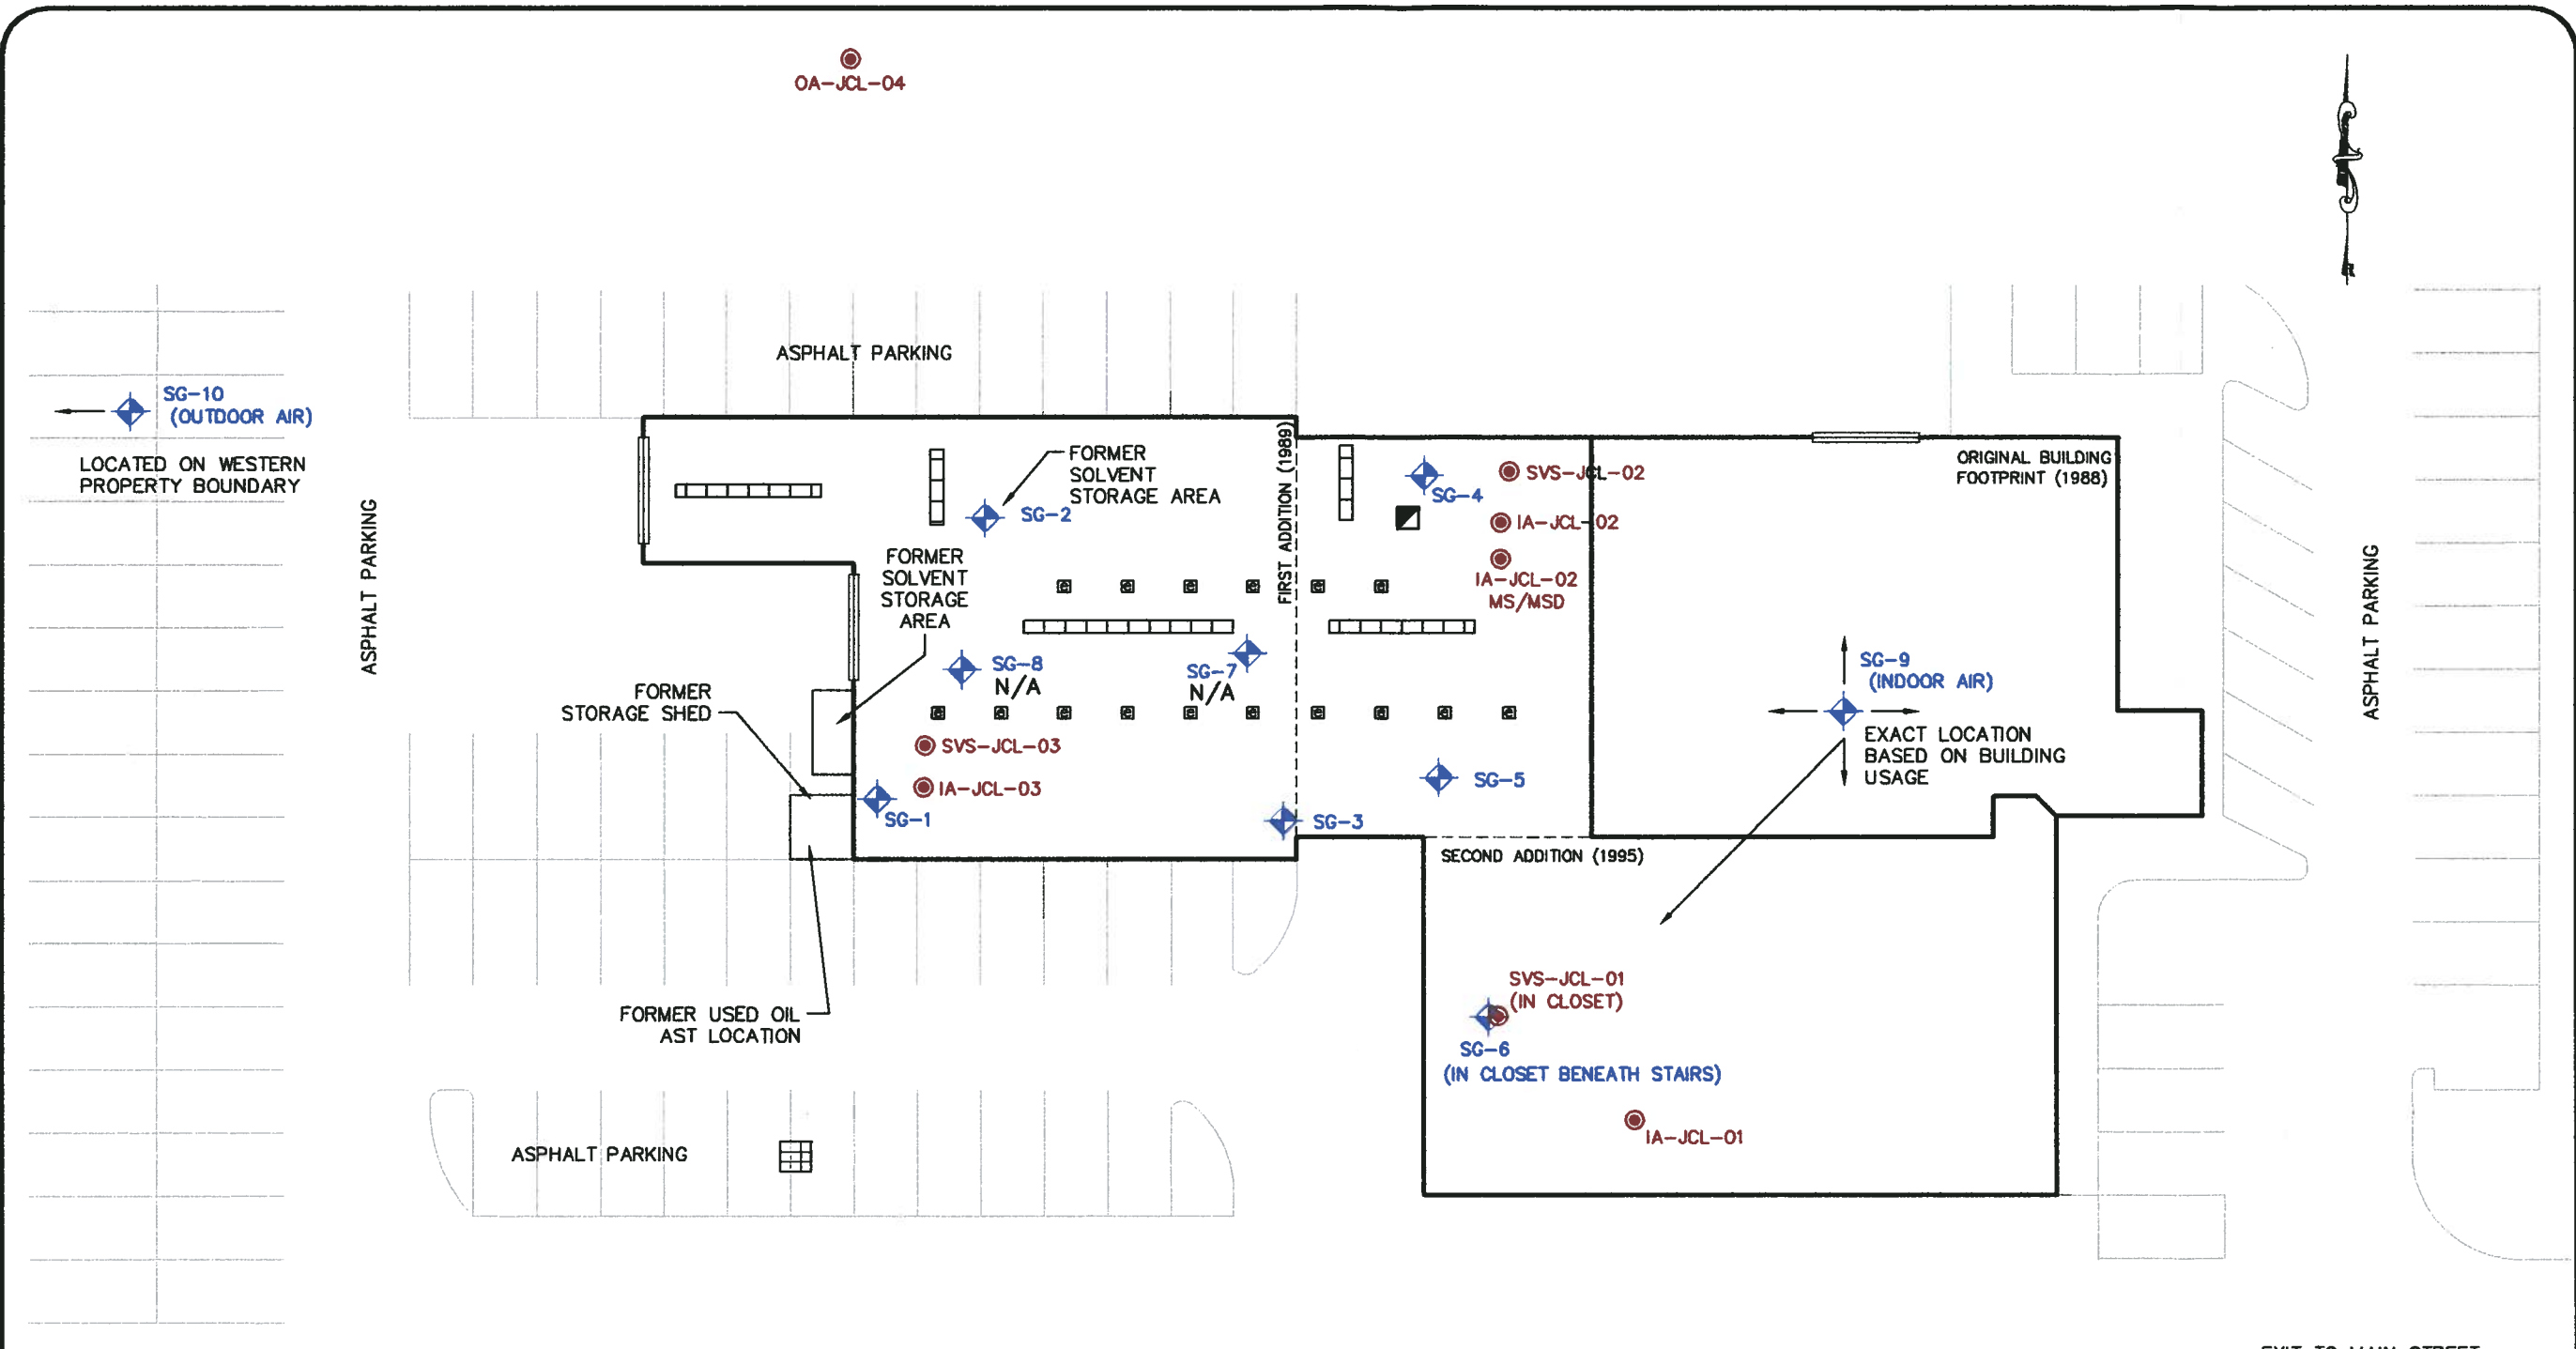 OA-JCL-04
ASPHALT PARKING
SG-10
(OUTDOOR AIR)
LOCATED ON WESTERN
PROPERTY BOUNDARY
ASPHALT PARKING
FORMER
SOLVENT
STORAGE AREA
SG-2
FIRST ADDITION (1989)
SG-4
SVS-JCL-02
IA-JCL-02
IA-JCL-02
MS/MSD
ORIGINAL BUILDING
FOOTPRINT (1988)
ASPHALT PARKING
FORMER
SOLVENT
STORAGE
AREA
SG-8
N/A
SG-7
N/A
SG-9
(INDOOR AIR)
EXACT LOCATION
BASED ON BUILDING
USAGE
FORMER
STORAGE SHED
SVS-JCL-03
IA-JCL-03
SG-1
SG-5
SG-3
SECOND ADDITION (1995)
FORMER USED OIL
AST LOCATION
SVS-JCL-01
(IN CLOSET)
SG-6
(IN CLOSET BENEATH STAIRS)
IA-JCL-01
ASPHALT PARKING
EXIT TO MAIN STREET